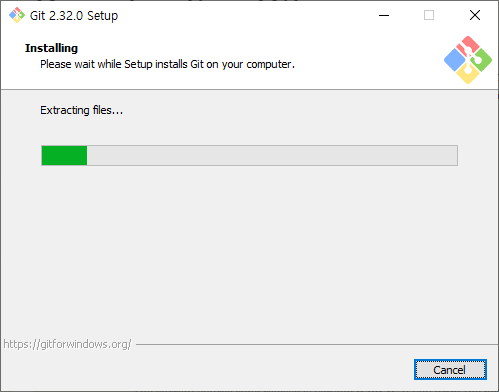 Git 2.32.0 Setup
Installing
Please wait while Setup installs Git on your computer.
Extracting files...
https://gitforwindows.org/
Cancel